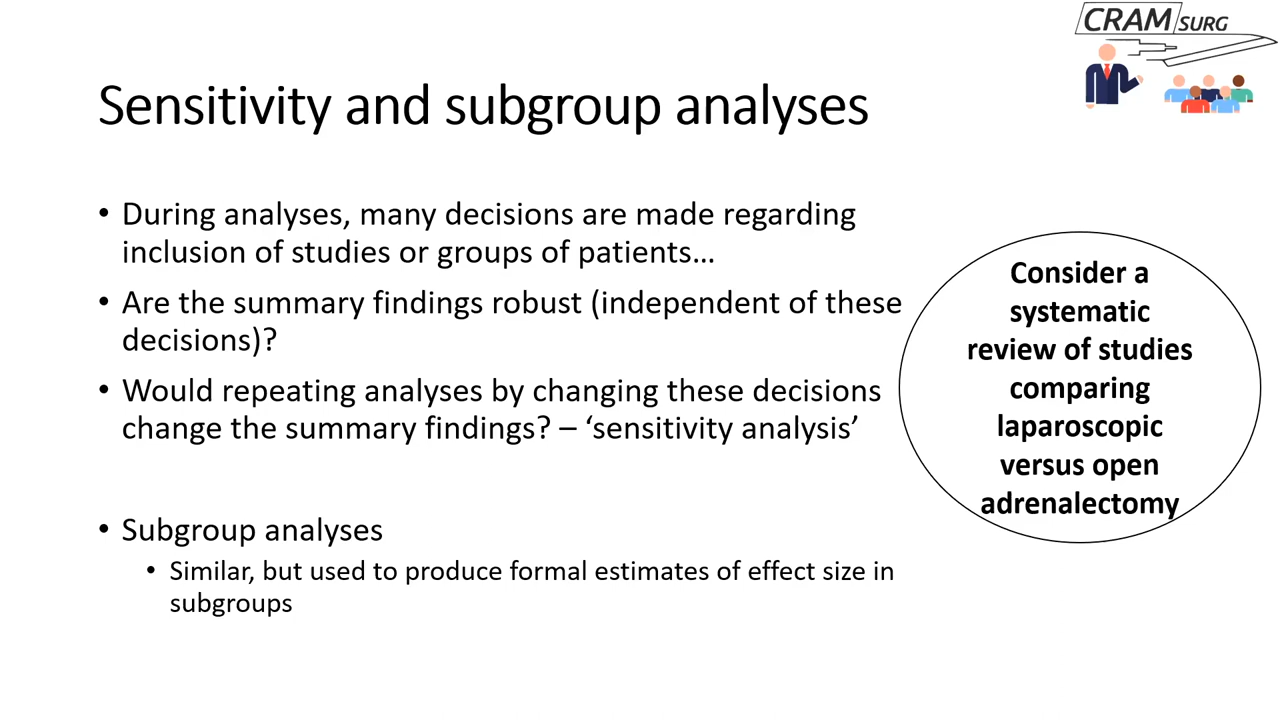 CRAM SURG
Sensitivity and subgroup analyses
• During analyses, many decisions are made regarding
inclusion of studies or groups of patients…
• Are the summary findings robust (independent of these
decisions)?
• Would repeating analyses by changing these decisions
change the summary findings? – ‘sensitivity analysis’
• Subgroup analyses
• Similar, but used to produce formal estimates of effect size in
subgroups
Consider a
systematic
review of studies
comparing
laparoscopic
versus open
adrenalectomy